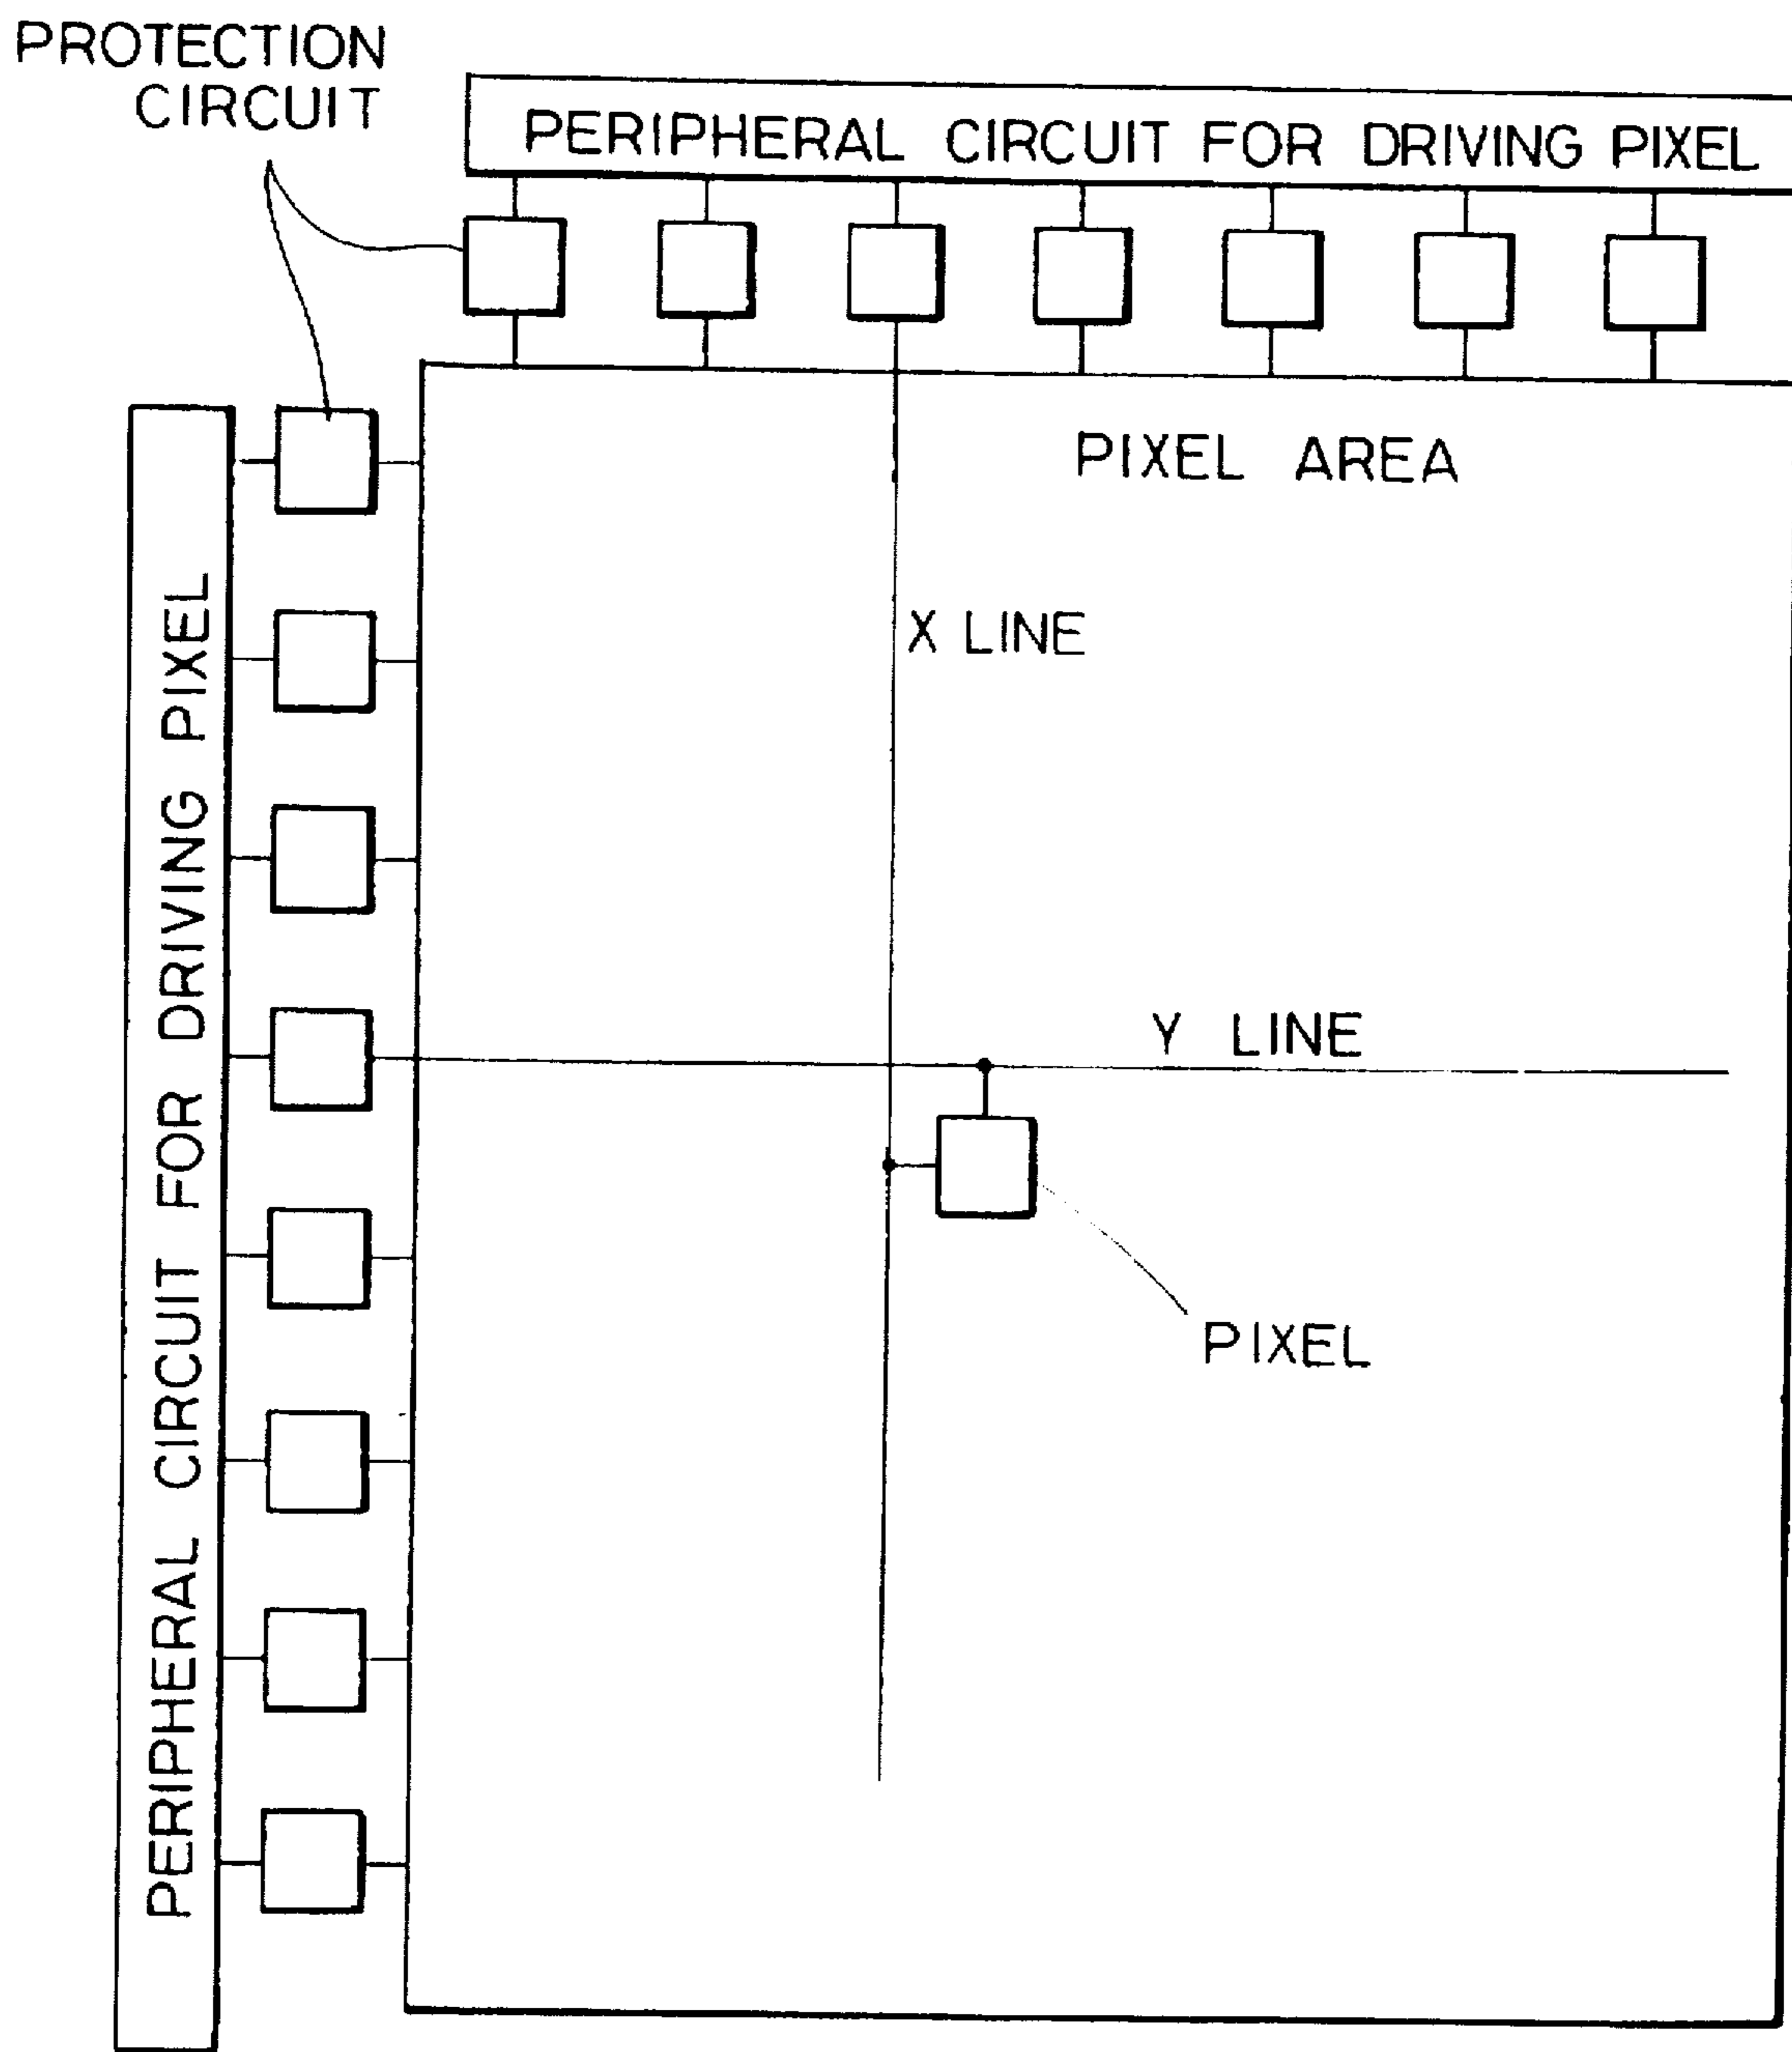 PROTECTION
CIRCUIT
PERIPHERAL CIRCUIT FOR DRIVING PIXEL
PIXEL AREA
X LINE
PERIPHERAL CIRCUIT FOR DRIVING PIXEL
Y LINE
PIXEL